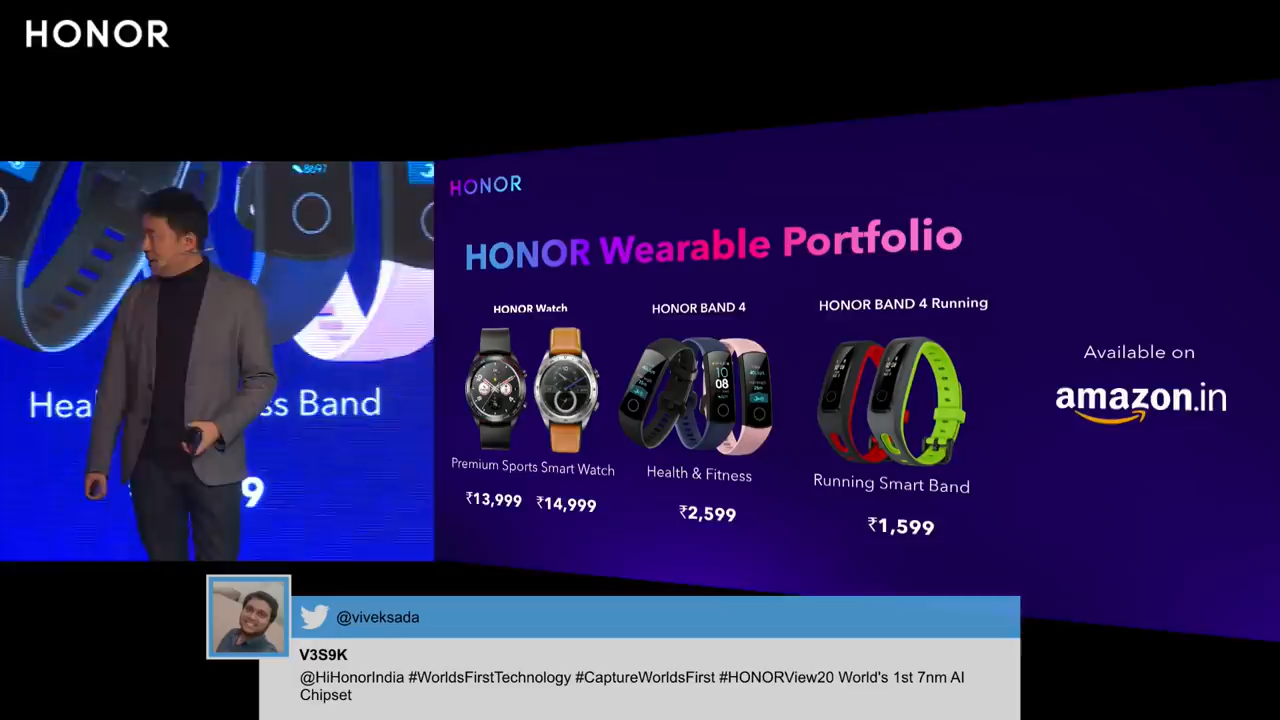 HONOR
HONOR
HONOR Wearable Portfolio
HONOR Watch
HONOR BAND 4
HONOR BAND 4 Running
Premium Sports Smart Watch
Health & Fitness
Running Smart Band
₹13,999
₹14,999
₹2,599
₹1,599
Available on
amazon.in
Hea
ss Band
9
@viveksada
V3S9K
@HiHonorIndia #WorldsFirstTechnology #CaptureWorldsFirst #HONORView20 World's 1st 7nm AI
Chipset